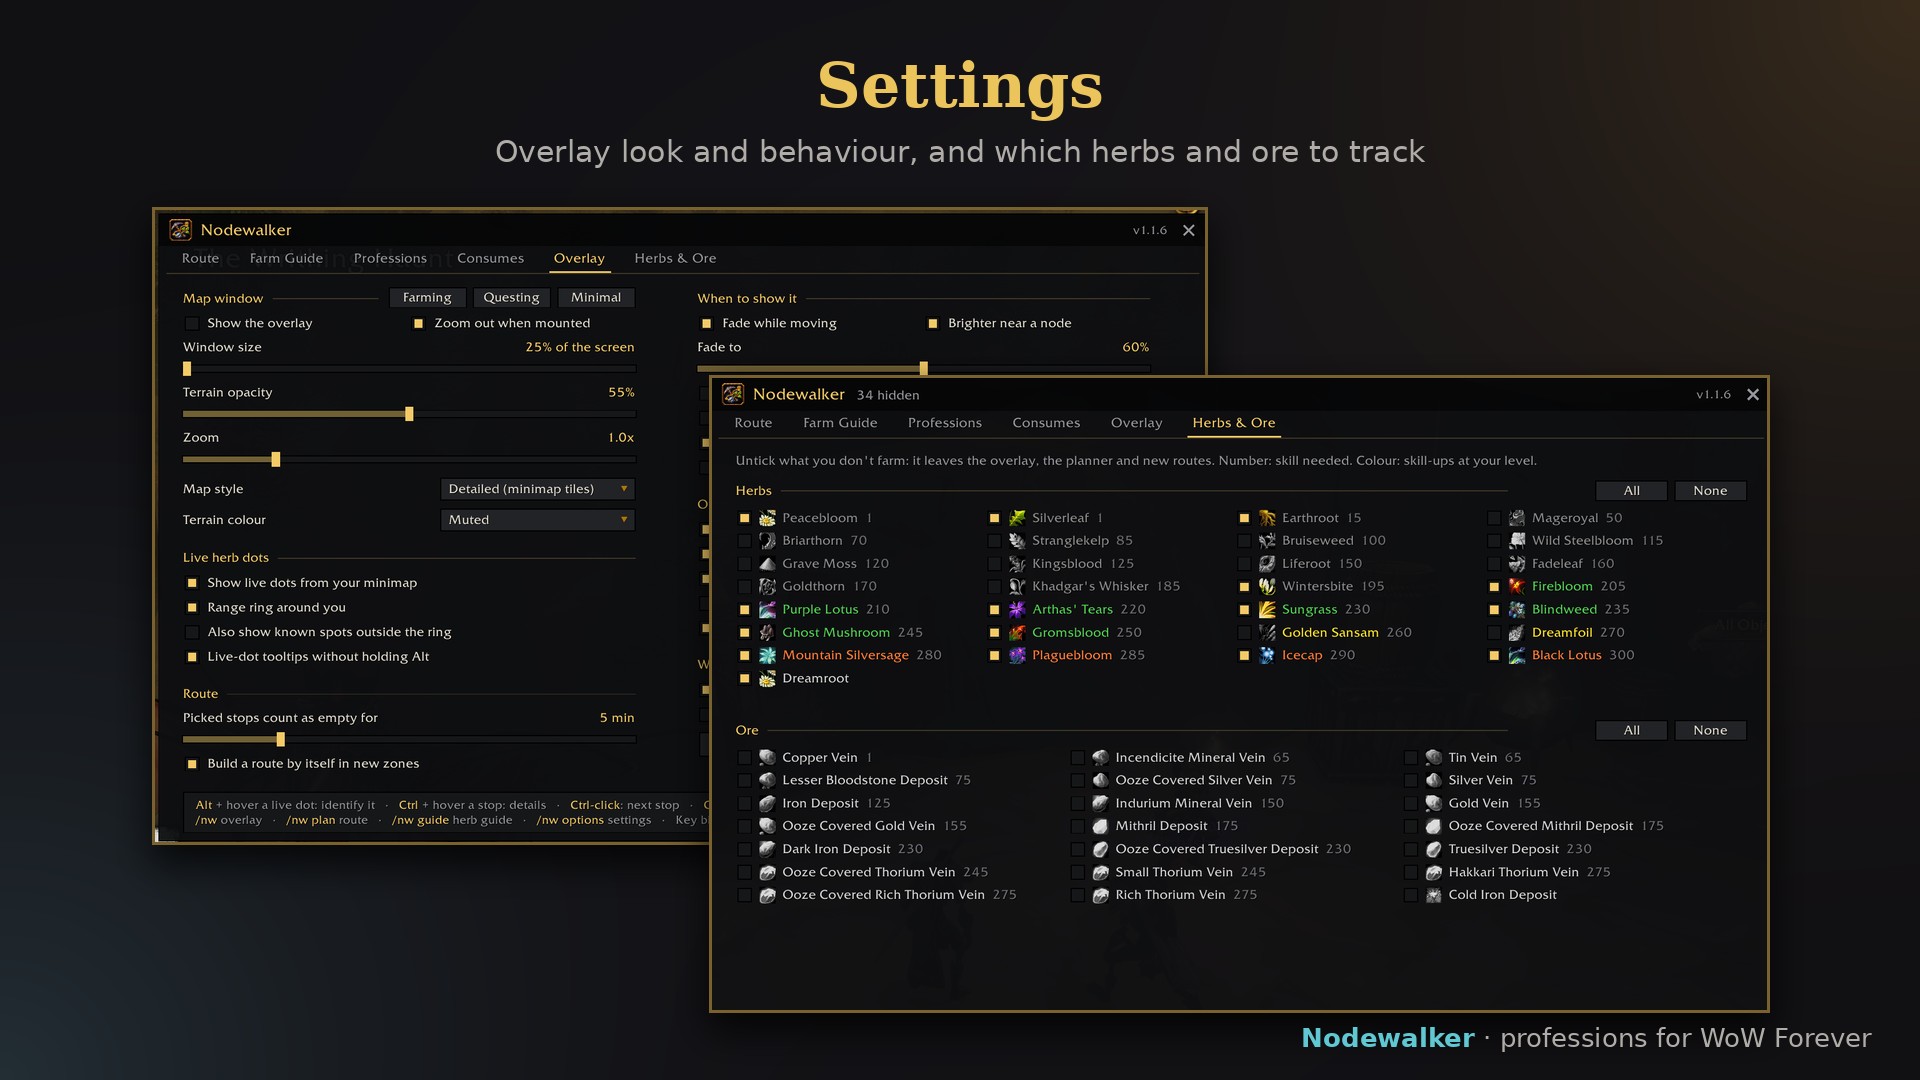 Settings
Overlay look and behaviour, and which herbs and ore to track
Nodewalker
v1.1.6
Route Farm Guide Professions Consumes Overlay Herbs & Ore
Map window Farming Questing Minimal
Show the overlay Zoom out when mounted
Window size 25% of the screen
Terrain opacity 55%
Zoom 1.0x
Map style Detailed (minimap tiles)
Terrain colour Muted
Live herb dots
Show live dots from your minimap
Range ring around you
Also show known spots outside the ring
Live-dot tooltips without holding Alt
Route
Picked stops count as empty for 5 min
Build a route by itself in new zones
Alt + hover a live dot: identify it · Ctrl + hover a stop: details · Ctrl-click: next stop ·
/nw overlay · /nw plan route · /nw guide herb guide · /nw options settings · Key
When to show it
Fade while moving Brighter near a node
Fade to 60%
Nodewalker 34 hidden v1.1.6
Route Farm Guide Professions Consumes Overlay Herbs & Ore
Untick what you don't farm: it leaves the overlay, the planner and new routes. Number: skill needed. Colour: skill-ups at your level.
Herbs All None
Peacebloom 1 Silverleaf 1 Earthroot 15 Mageroyal 50
Briarthorn 70 Stranglekelp 85 Bruiseweed 100 Wild Steelbloom 115
Grave Moss 120 Kingsblood 125 Liferoot 150 Fadeleaf 160
Goldthorn 170 Khadgar's Whisker 185 Wintersbite 195 Firebloom 205
Purple Lotus 210 Arthas' Tears 220 Sungrass 230 Blindweed 235
Ghost Mushroom 245 Gromsblood 250 Golden Sansam 260 Dreamfoil 270
Mountain Silversage 280 Plaguebloom 285 Icecap 290 Black Lotus 300
Dreamroot
Ore All None
Copper Vein 1 Incendicite Mineral Vein 65 Tin Vein 65
Lesser Bloodstone Deposit 75 Ooze Covered Silver Vein 75 Silver Vein 75
Iron Deposit 125 Indurium Mineral Vein 150 Gold Vein 155
Ooze Covered Gold Vein 155 Mithril Deposit 175 Ooze Covered Mithril Deposit 175
Dark Iron Deposit 230 Ooze Covered Truesilver Deposit 230 Truesilver Deposit 230
Ooze Covered Thorium Vein 245 Small Thorium Vein 245 Hakkari Thorium Vein 275
Ooze Covered Rich Thorium Vein 275 Rich Thorium Vein 275 Cold Iron Deposit
Nodewalker · professions for WoW Forever